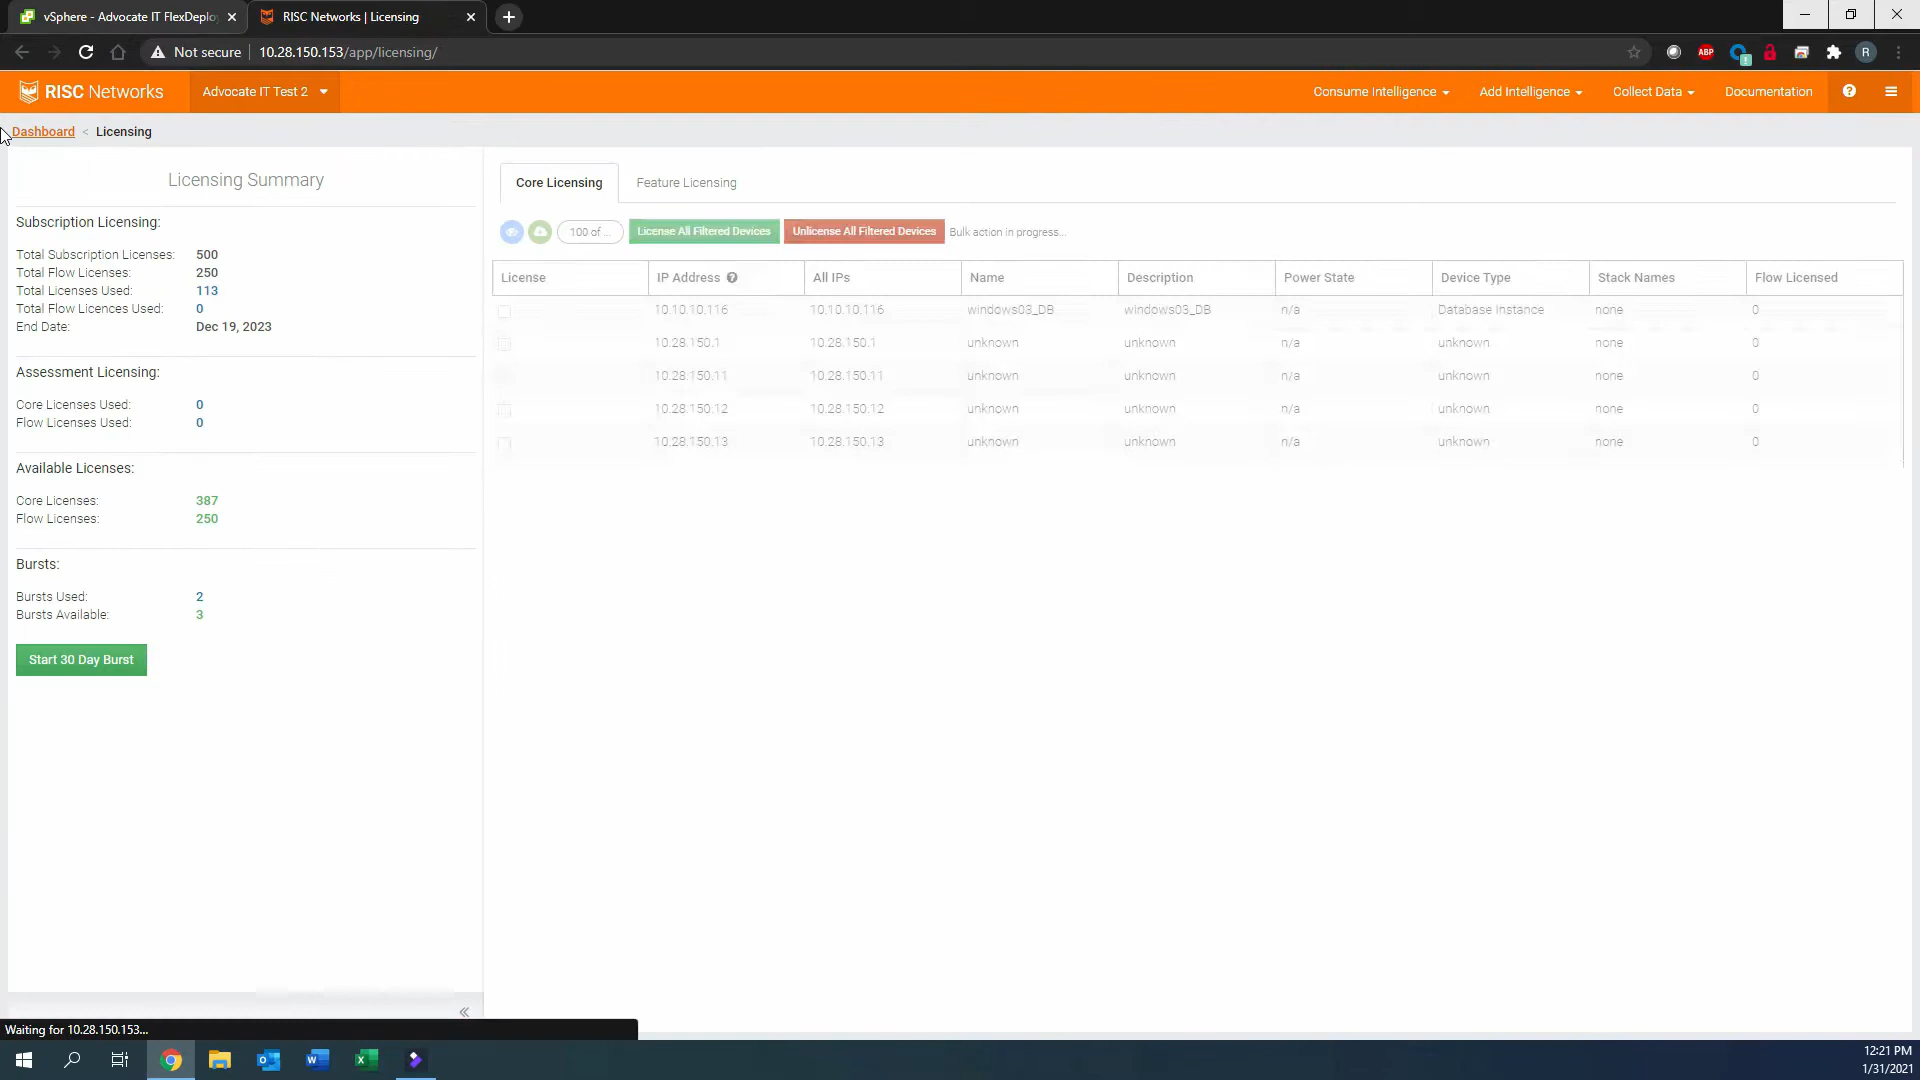 vSphere - Advocate IT FlexDeplo
RISC Networks | Licensing
Not secure
10.28.150.153/app/licensing/
ABP
R
RISC Networks
Advocate IT Test 2
Consume Intelligence
Add Intelligence
Collect Data
Documentation
Dashboard < Licensing
Licensing Summary
Subscription Licensing:
Total Subscription Licenses: 500
Total Flow Licenses: 250
Total Licenses Used: 113
Total Flow Licences Used: 0
End Date: Dec 19, 2023
Assessment Licensing:
Core Licenses Used: 0
Flow Licenses Used: 0
Available Licenses:
Core Licenses: 387
Flow Licenses: 250
Bursts:
Bursts Used: 2
Bursts Available: 3
Start 30 Day Burst
Core Licensing
Feature Licensing
100 of ...
License All Filtered Devices
Unlicense All Filtered Devices
Bulk action in progress...
License IP Address All IPs Name Description Power State Device Type Stack Names Flow Licensed
10.10.10.116 10.10.10.116 windows03_DB windows03_DB n/a Database Instance none 0
10.28.150.1 10.28.150.1 unknown unknown n/a unknown none 0
10.28.150.11 10.28.150.11 unknown unknown n/a unknown none 0
10.28.150.12 10.28.150.12 unknown unknown n/a unknown none 0
10.28.150.13 10.28.150.13 unknown unknown n/a unknown none 0
«
Waiting for 10.28.150.153...
12:21 PM
1/31/2021